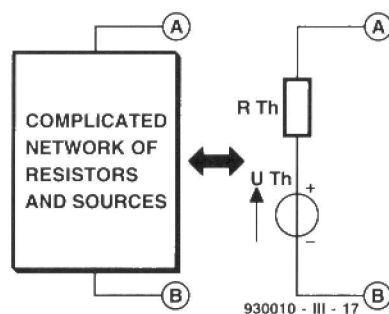 A
A
COMPLICATED
NETWORK OF
RESISTORS
AND SOURCES
R Th
U Th
+
−
B
B
930010 - III - 17